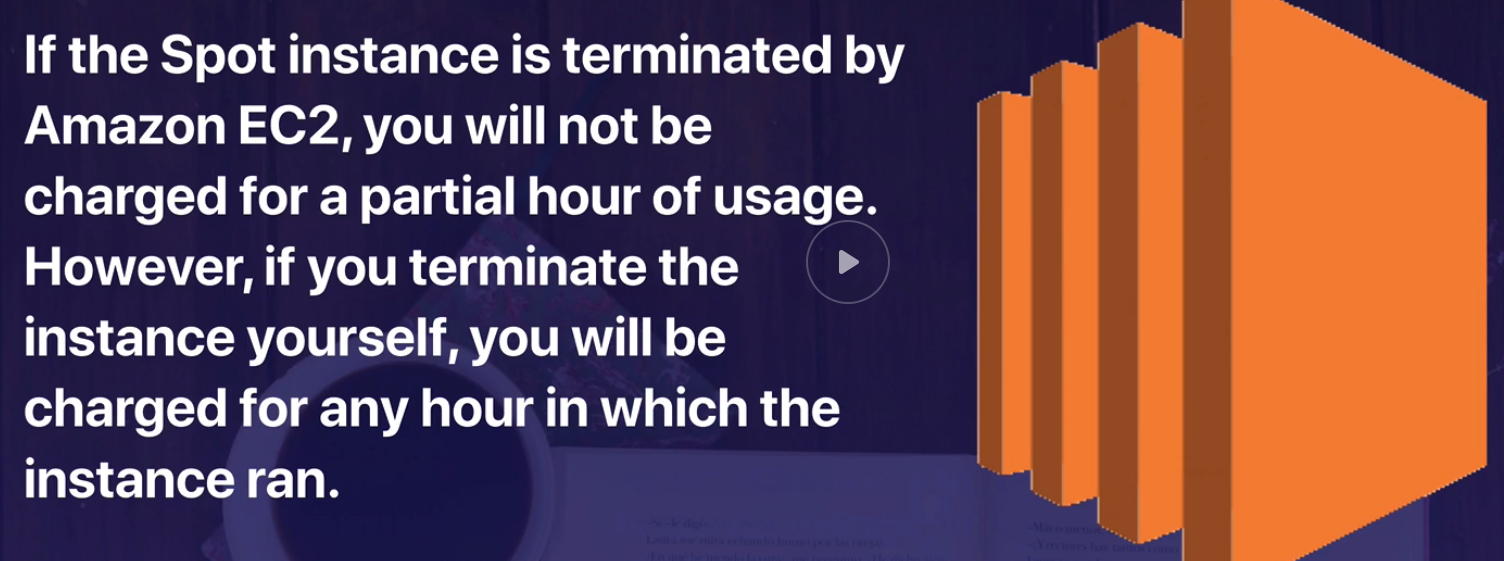 If the Spot instance is terminated by
Amazon EC2, you will not be
charged for a partial hour of usage.
However, if you terminate the
instance yourself, you will be
charged for any hour in which the
instance ran.